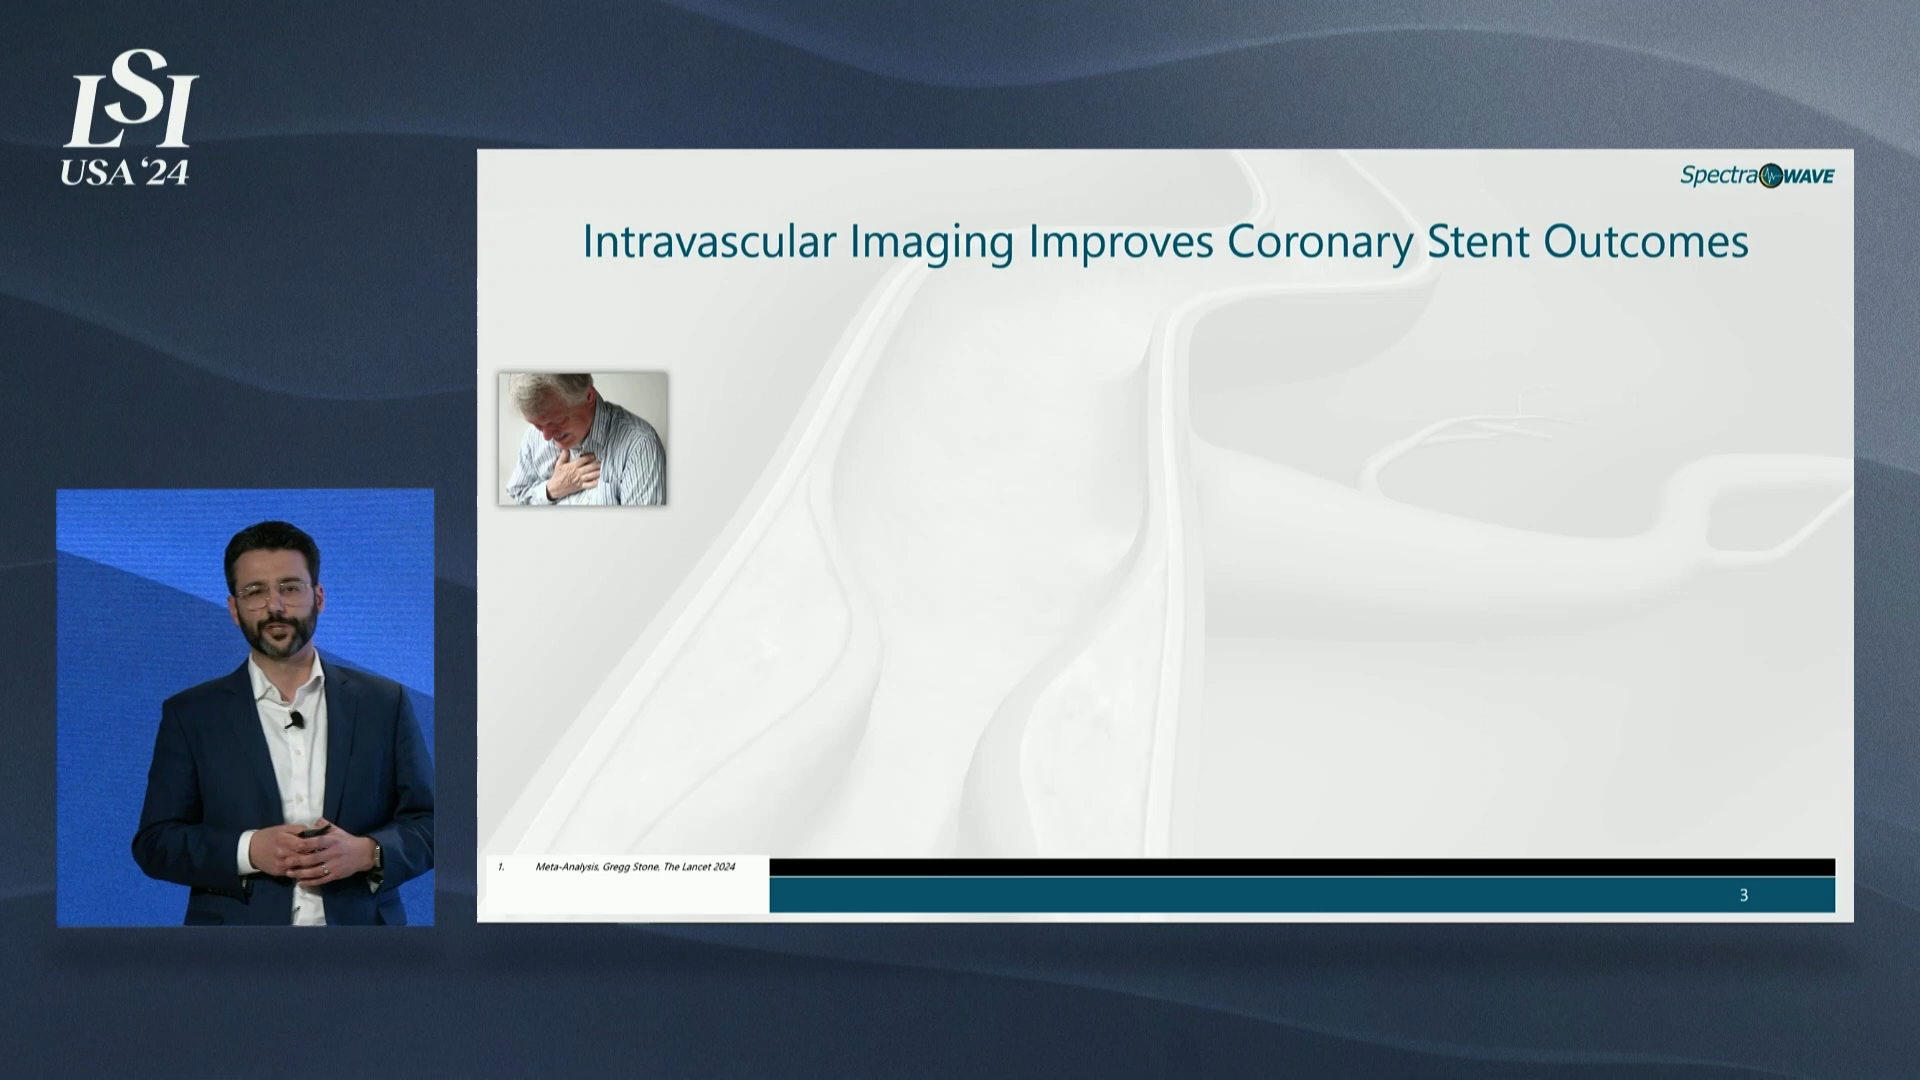 LSI
USA '24
SpectraWAVE
Intravascular Imaging Improves Coronary Stent Outcomes
1. Meta-Analysis, Gregg Stone, The Lancet 2024
3